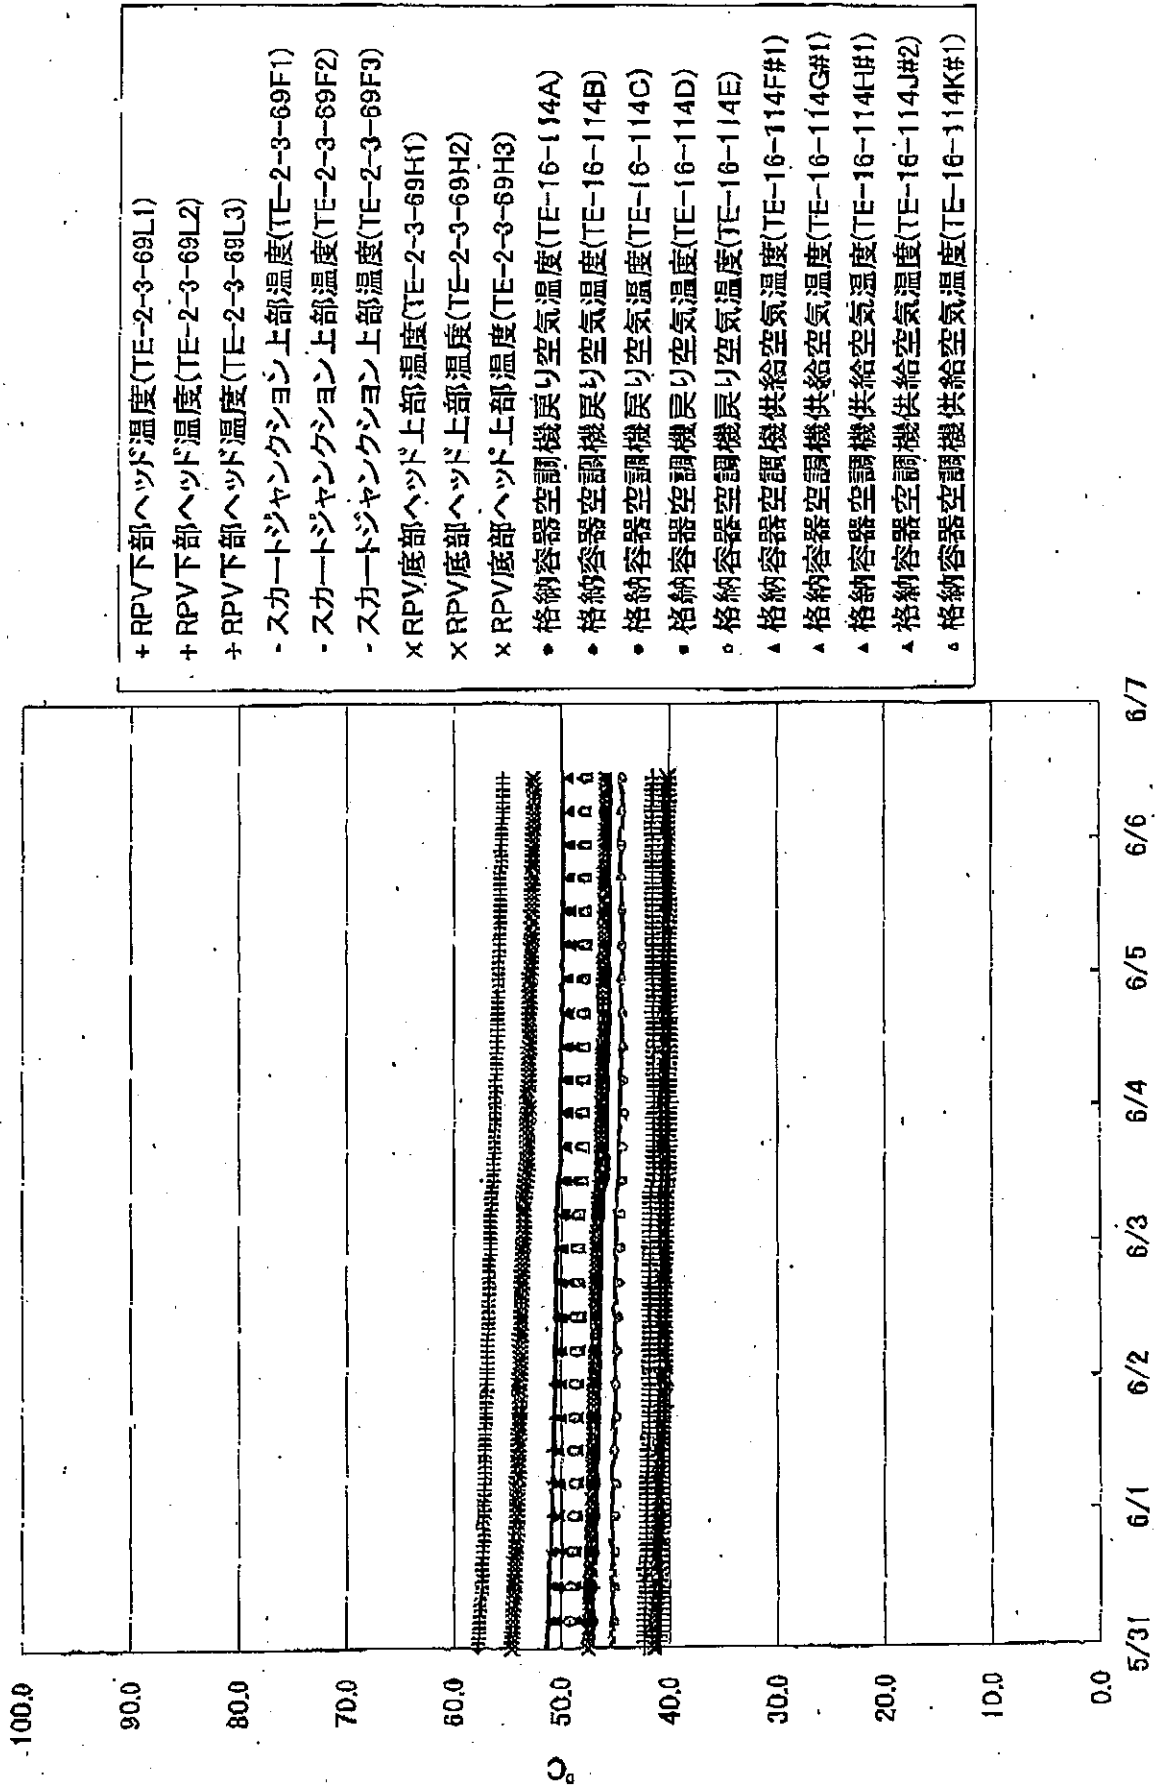 100.0
90.0
80.0
70.0
60.0
50.0
40.0
30.0
20.0
10.0
0.0
℃
5/31
6/1
6/2
6/3
6/4
6/5
6/6
6/7
+ RPV下部ヘッド温度(TE-2-3-69L1)
+ RPV下部ヘッド温度(TE-2-3-69L2)
+ RPV下部ヘッド温度(TE-2-3-69L3)
- スカートジャンクション上部温度(TE-2-3-69F1)
- スカートジャンクション上部温度(TE-2-3-69F2)
- スカートジャンクション上部温度(TE-2-3-69F3)
× RPV底部ヘッド上部温度(TE-2-3-69H1)
× RPV底部ヘッド上部温度(TE-2-3-69H2)
× RPV底部ヘッド上部温度(TE-2-3-69H3)
● 格納容器空調機戻り空気温度(TE-16-114A)
● 格納容器空調機戻り空気温度(TE-16-114B)
● 格納容器空調機戻り空気温度(TE-16-114C)
■ 格納容器空調機戻り空気温度(TE-16-114D)
○ 格納容器空調機戻り空気温度(TE-16-114E)
▲ 格納容器空調機供給空気温度(TE-16-114F#1)
▲ 格納容器空調機供給空気温度(TE-16-114G#1)
▲ 格納容器空調機供給空気温度(TE-16-114H#1)
▲ 格納容器空調機供給空気温度(TE-16-114J#2)
△ 格納容器空調機供給空気温度(TE-16-114K#1)